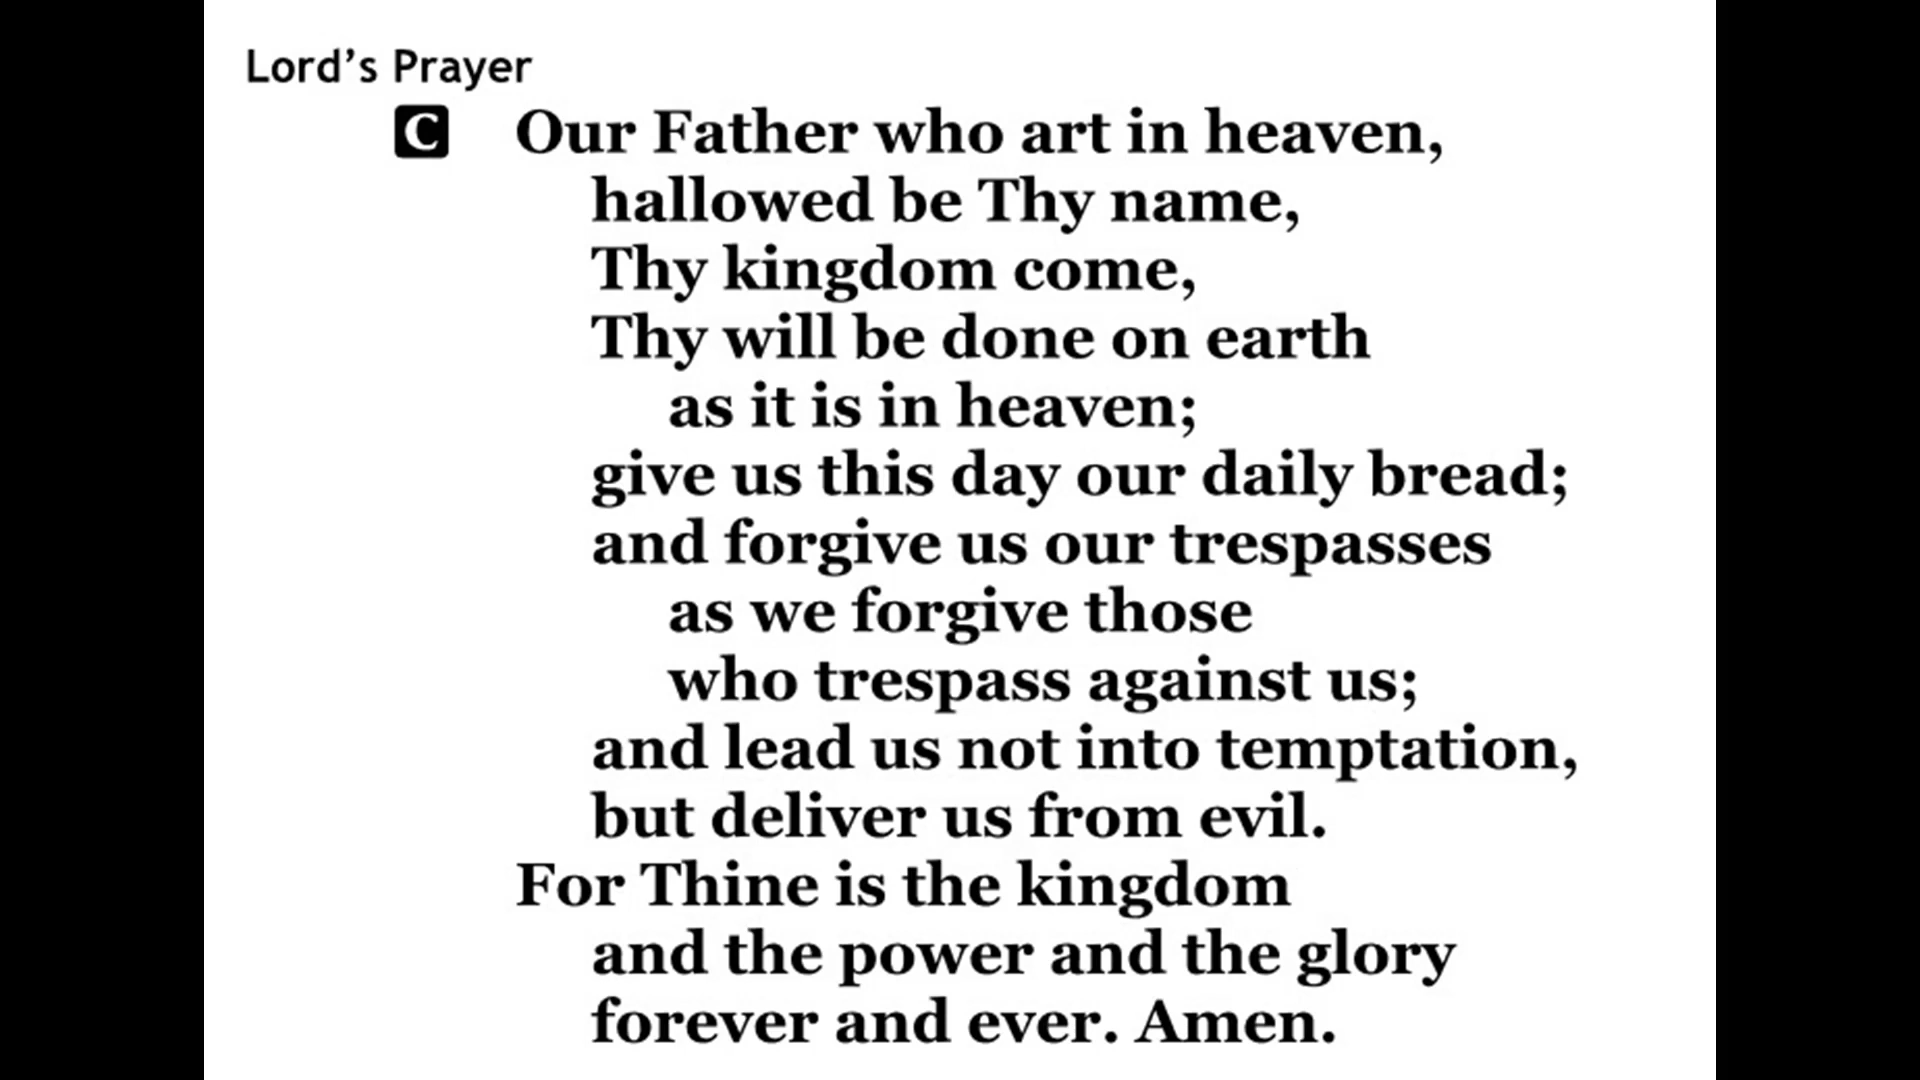 Lord’s Prayer
C Our Father who art in heaven,
hallowed be Thy name,
Thy kingdom come,
Thy will be done on earth
as it is in heaven;
give us this day our daily bread;
and forgive us our trespasses
as we forgive those
who trespass against us;
and lead us not into temptation,
but deliver us from evil.
For Thine is the kingdom
and the power and the glory
forever and ever. Amen.